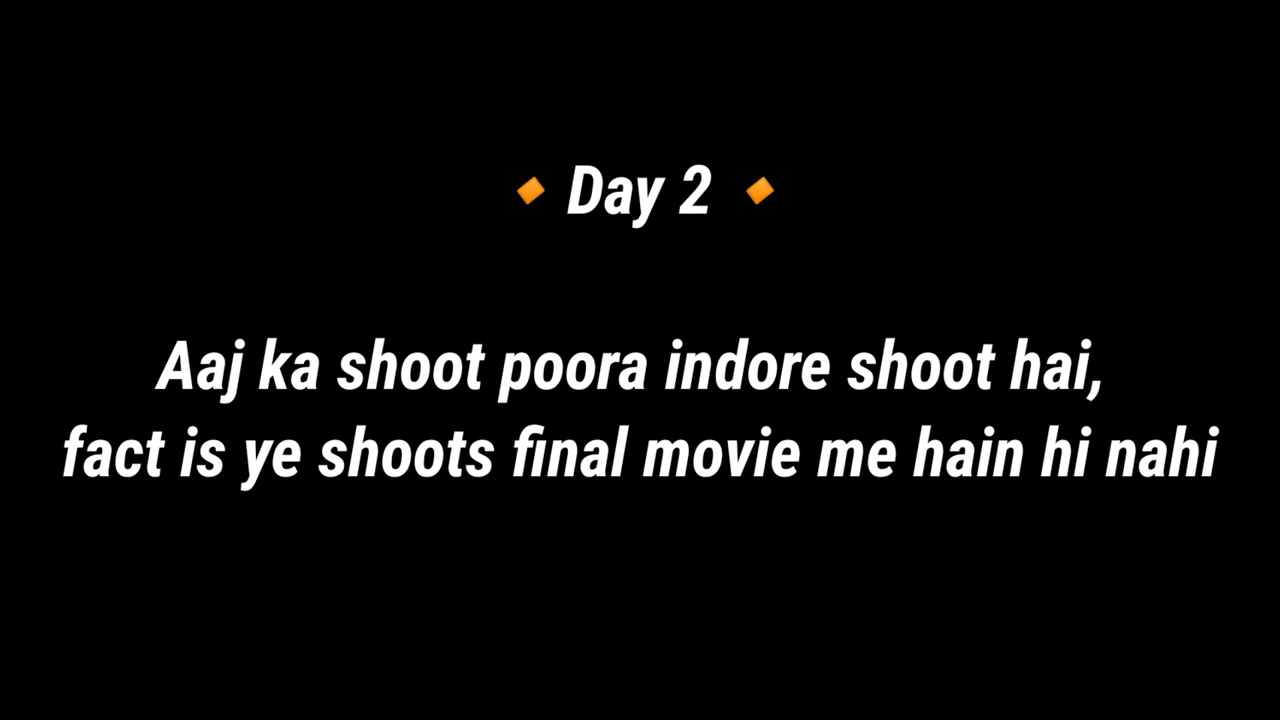 🔸Day 2 🔸
Aaj ka shoot poora indore shoot hai,
fact is ye shoots final movie me hain hi nahi